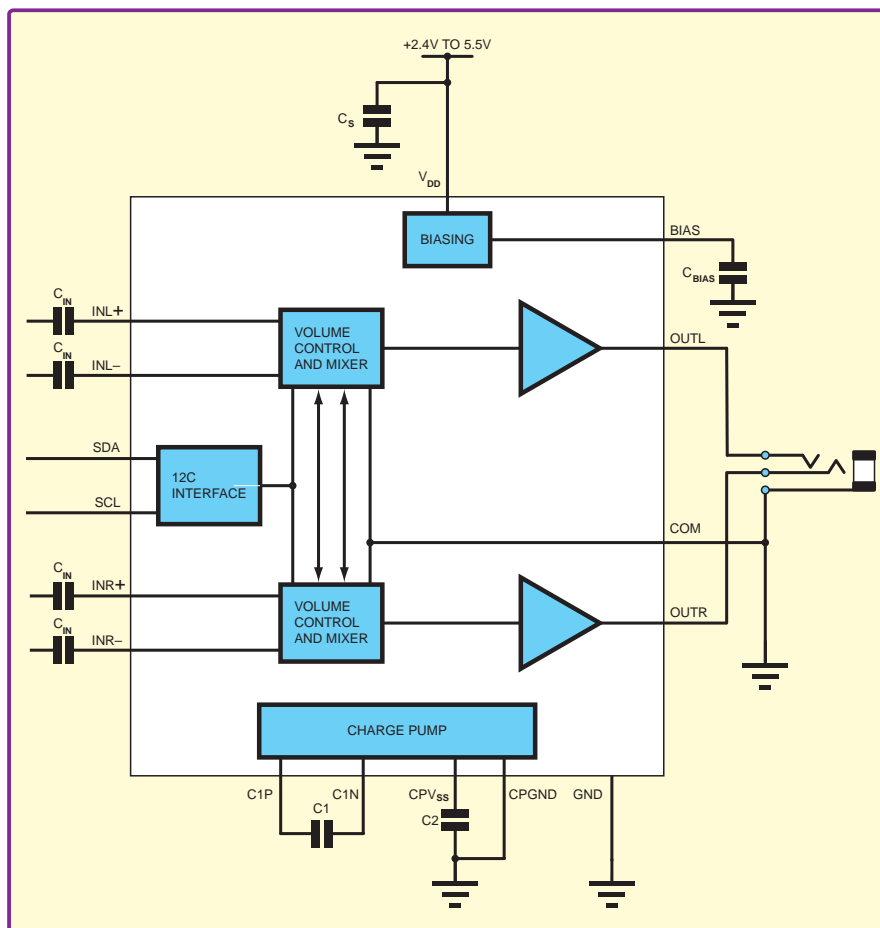 +2.4V TO 5.5V
CS
VDD
BIASING
BIAS
CBIAS
CIN
INL+
VOLUME
CONTROL
AND MIXER
OUTL
CIN
INL–
SDA
12C
INTERFACE
SCL
COM
CIN
INR+
VOLUME
CONTROL
AND MIXER
OUTR
CIN
INR–
CHARGE PUMP
C1P
C1N
CPVSS
CPGND
GND
C1
C2